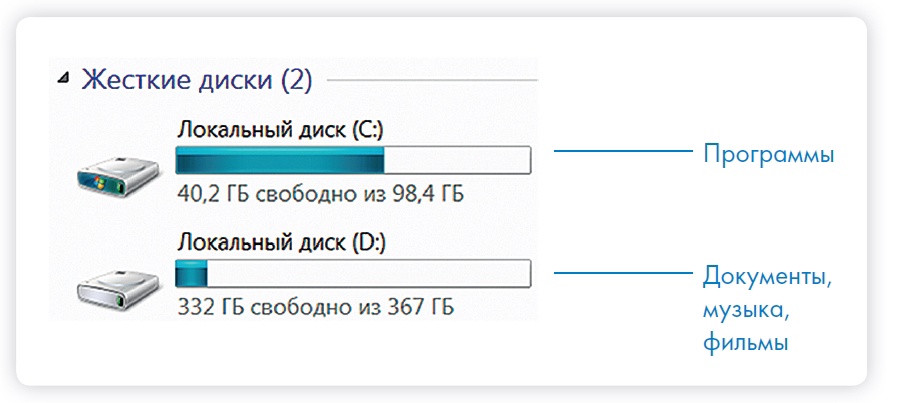 Жесткие диски (2)
Локальный диск (C:)
40,2 ГБ свободно из 98,4 ГБ
Программы
Локальный диск (D:)
332 ГБ свободно из 367 ГБ
Документы,
музыка,
фильмы